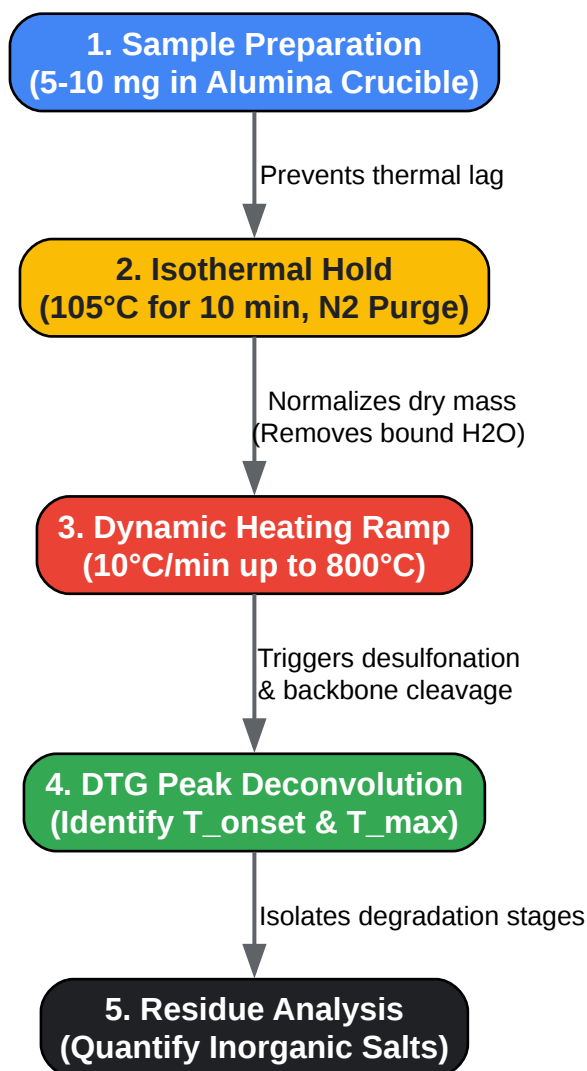 1. Sample Preparation
(5-10 mg in Alumina Crucible)
Prevents thermal lag
2. Isothermal Hold
(105°C for 10 min, N2 Purge)
Normalizes dry mass
(Removes bound H2O)
3. Dynamic Heating Ramp
(10°C/min up to 800°C)
Triggers desulfonation
& backbone cleavage
4. DTG Peak Deconvolution
(Identify T_onset & T_max)
Isolates degradation stages
5. Residue Analysis
(Quantify Inorganic Salts)